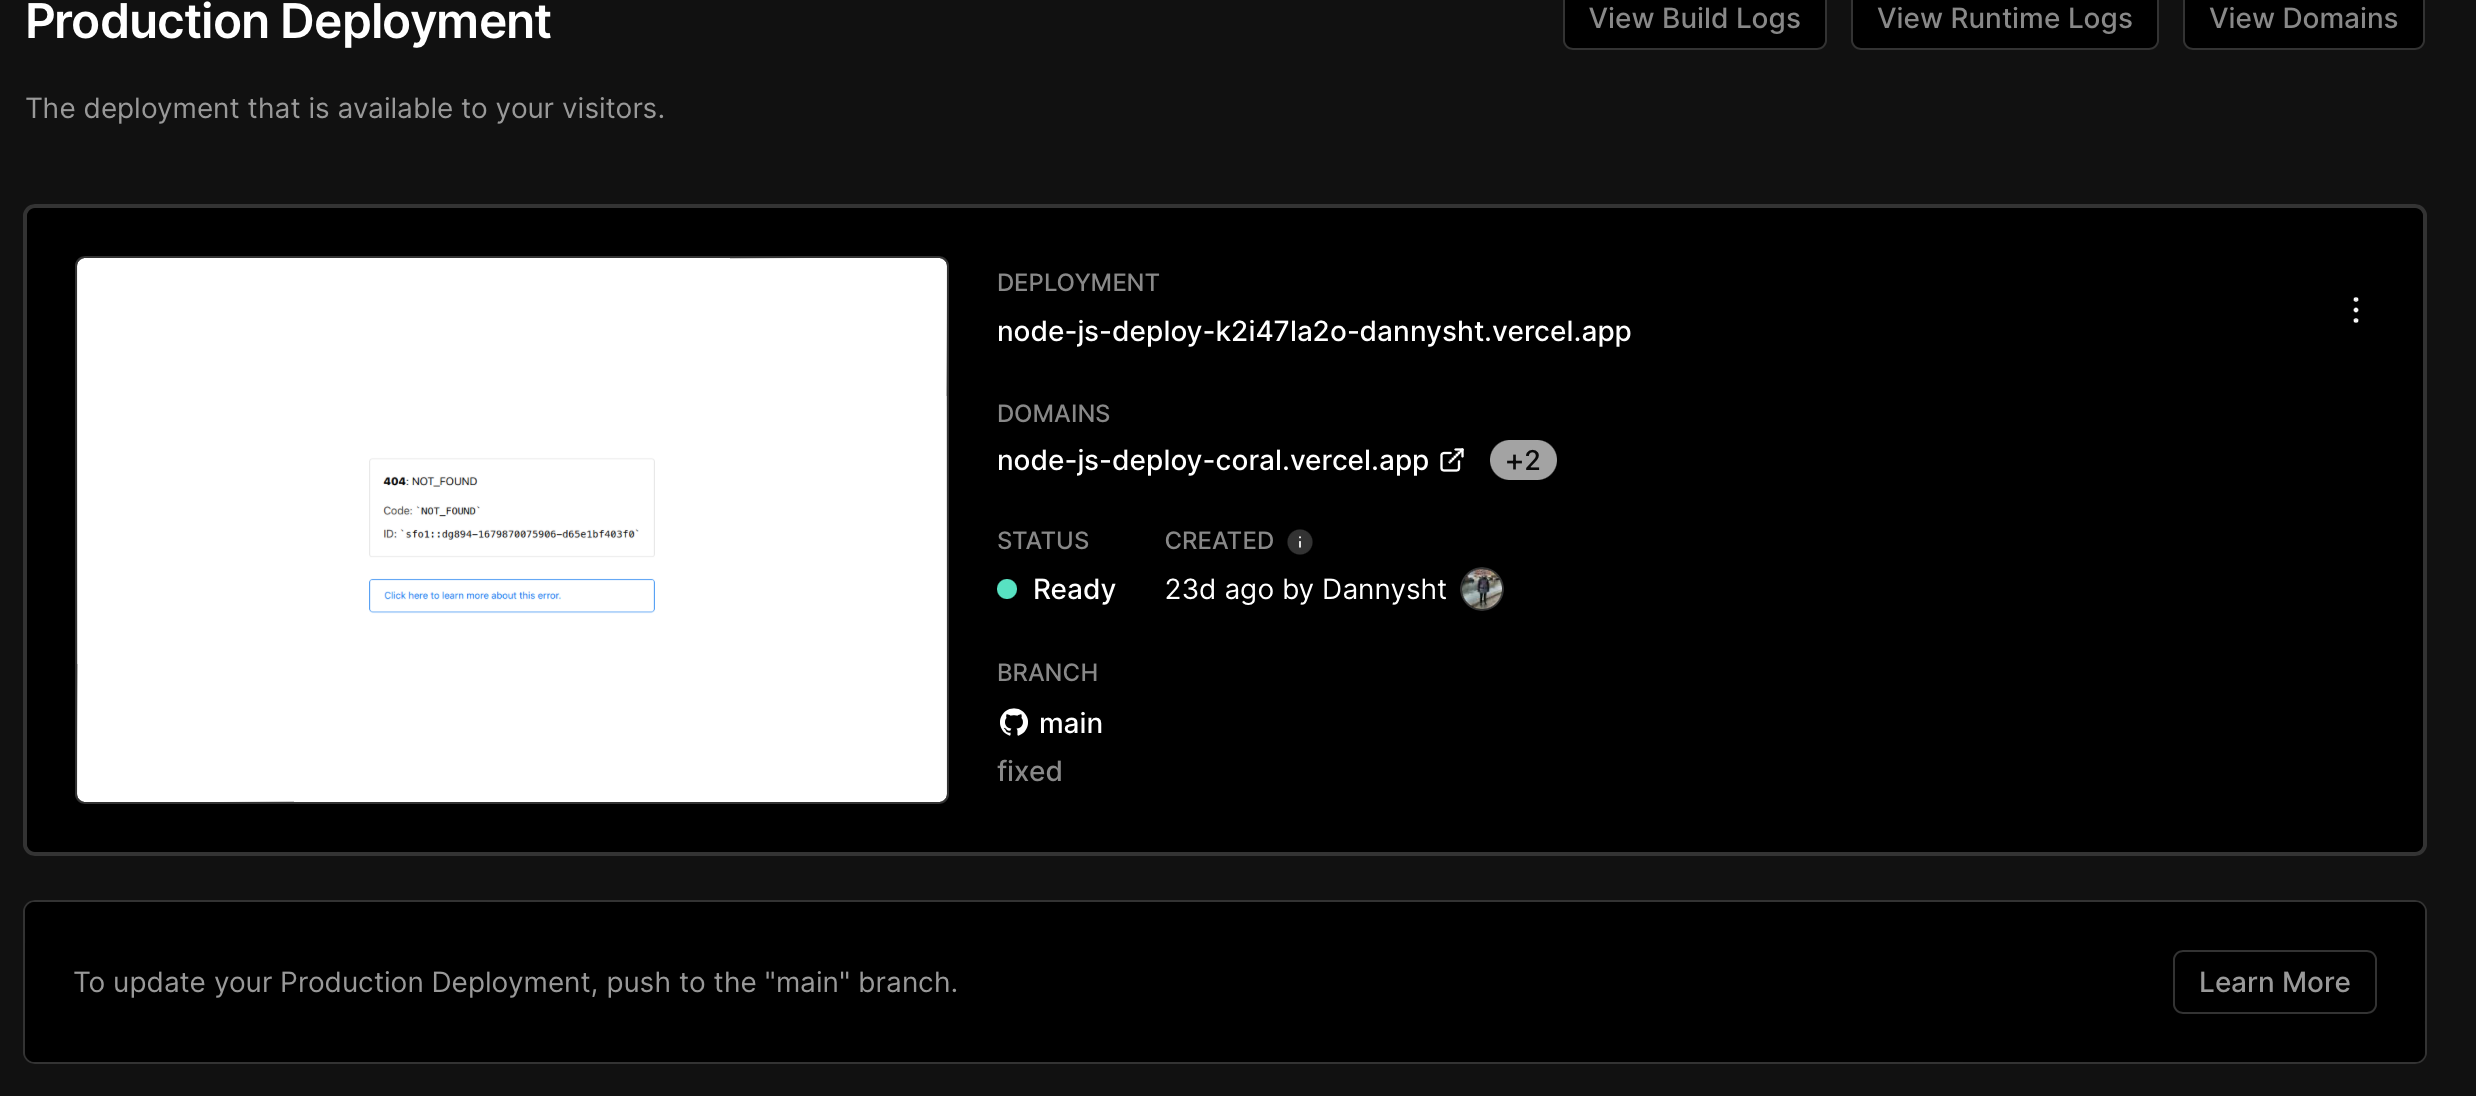 Production Deployment
View Build Logs
View Runtime Logs
View Domains
The deployment that is available to your visitors.
404: NOT_FOUND
Code: `NOT_FOUND`
ID: `sfo1::dg894-1679870075906-d65e1bf403f0`
Click here to learn more about this error.
DEPLOYMENT
node-js-deploy-k2i47la2o-dannysht.vercel.app
DOMAINS
node-js-deploy-coral.vercel.app +2
STATUS
Ready
CREATED
23d ago by Dannysht
BRANCH
main
fixed
To update your Production Deployment, push to the "main" branch.
Learn More